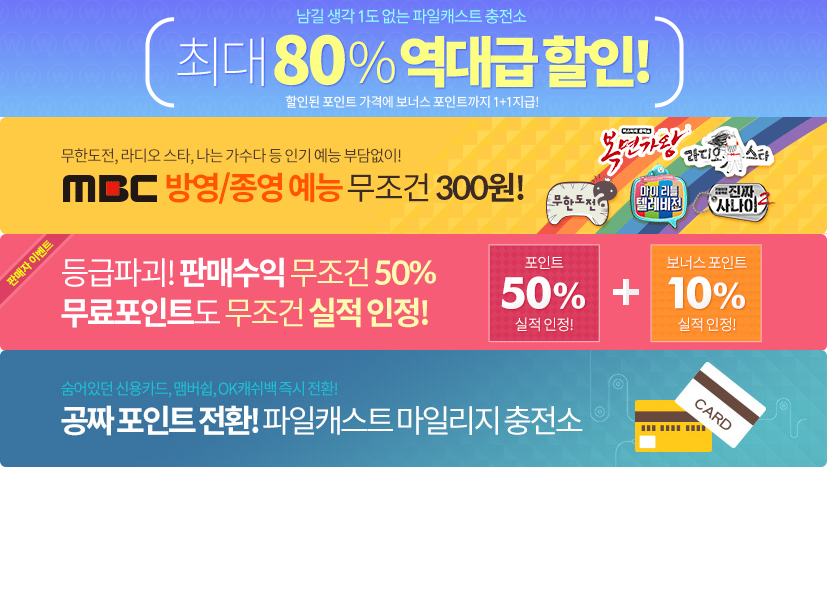 남길 생각 1도 없는 파일캐스트 충전소
최대 80% 역대급 할인!
할인된 포인트 가격에 보너스 포인트까지 1+1지급!
무한도전, 라디오 스타, 나는 가수다 등 인기 예능 부담없이!
MBC 방영/종영 예능 무조건 300원!
복면가왕
라디오 스타
무한도전
마이 리틀
텔레비전
진짜
사나이2
판매자 이벤트
등급파괴! 판매수익 무조건 50%
무료포인트도 무조건 실적 인정!
포인트
50%
실적 인정!
+
보너스 포인트
10%
실적 인정!
숨어있던 신용카드, 맴버쉽, OK캐쉬백 즉시 전환!
공짜 포인트 전환! 파일캐스트 마일리지 충전소
CARD